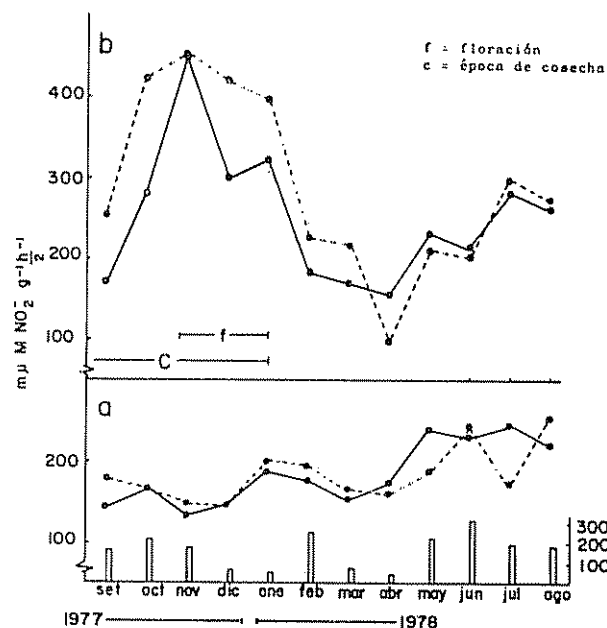 b
f = floración
c = época de cosecha
400
300
200
100
mμ M NO₂⁻ g⁻¹h⁻¹/2
f
C
a
200
100
300
200
100
set oct nov dic ene feb mar abr may jun jul ago
1977 1978